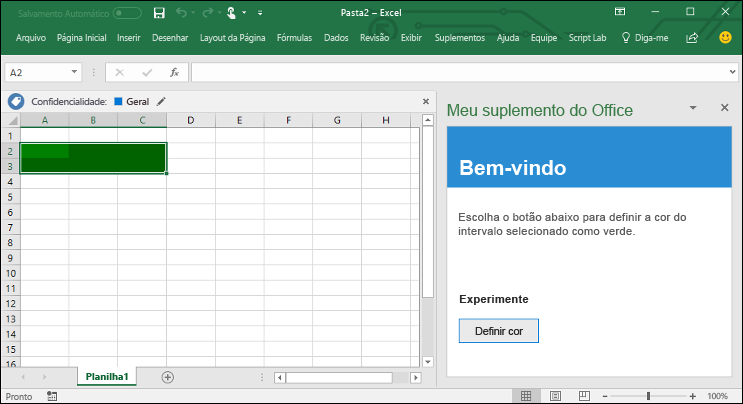 Salvamento Automático
Pasta2 – Excel
Arquivo Página Inicial Inserir Desenhar Layout da Página Fórmulas Dados Revisão Exibir Suplementos Ajuda Equipe Script Lab Diga-me
A2 fx
Confidencialidade: Geral
A B C D E F G H
1
2
3
4
5
6
7
8
9
10
11
12
13
14
15
16
Planilha1
Pronto
100%
Meu suplemento do Office
Bem-vindo
Escolha o botão abaixo para definir a cor do
intervalo selecionado como verde.
Experimente
Definir cor